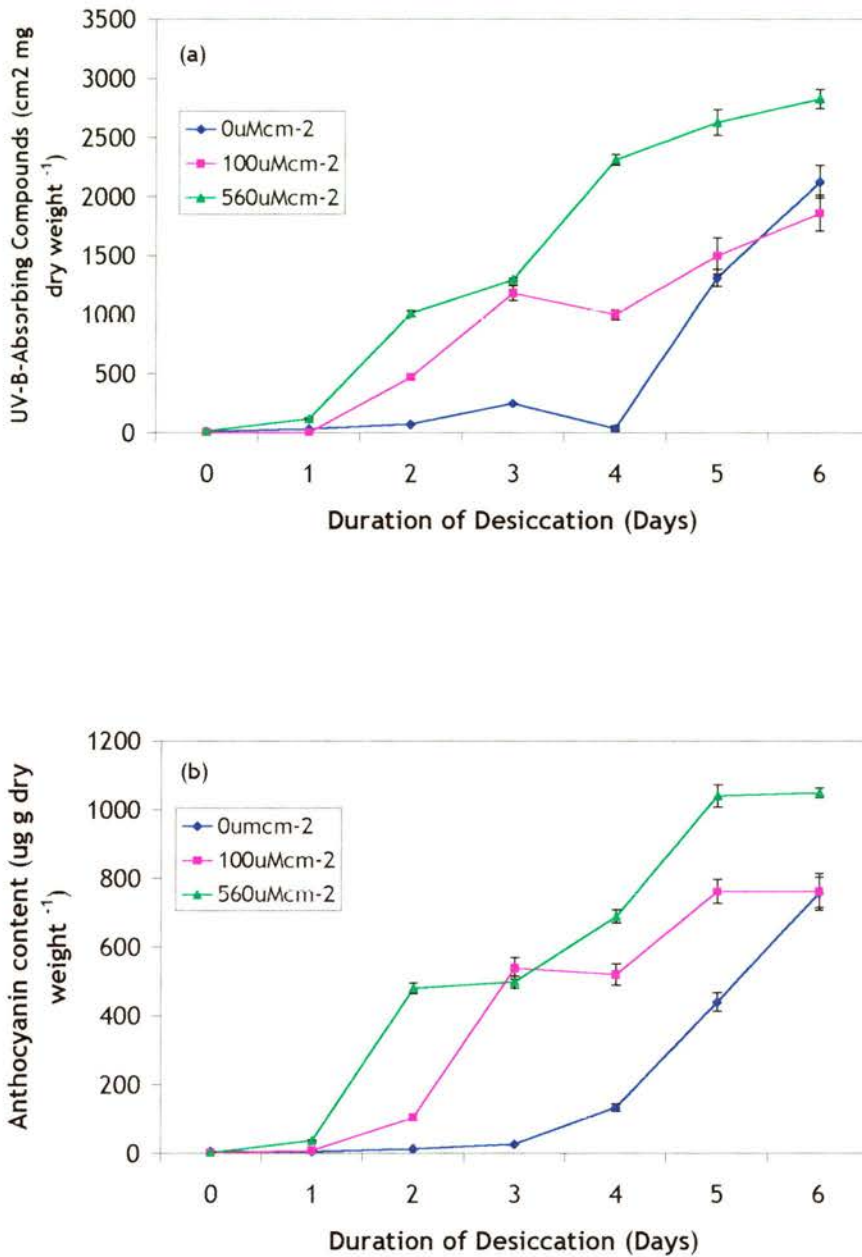 3500
3000
2500
2000
1500
1000
500
0
UV-B-Absorbing Compounds (cm2 mg
dry weight -1)
(a)
0uMcm-2
100uMcm-2
560uMcm-2
0 1 2 3 4 5 6
Duration of Desiccation (Days)
1200
1000
800
600
400
200
0
Anthocyanin content (ug g dry
weight -1)
(b)
0umcm-2
100uMcm-2
560uMcm-2
0 1 2 3 4 5 6
Duration of Desiccation (Days)